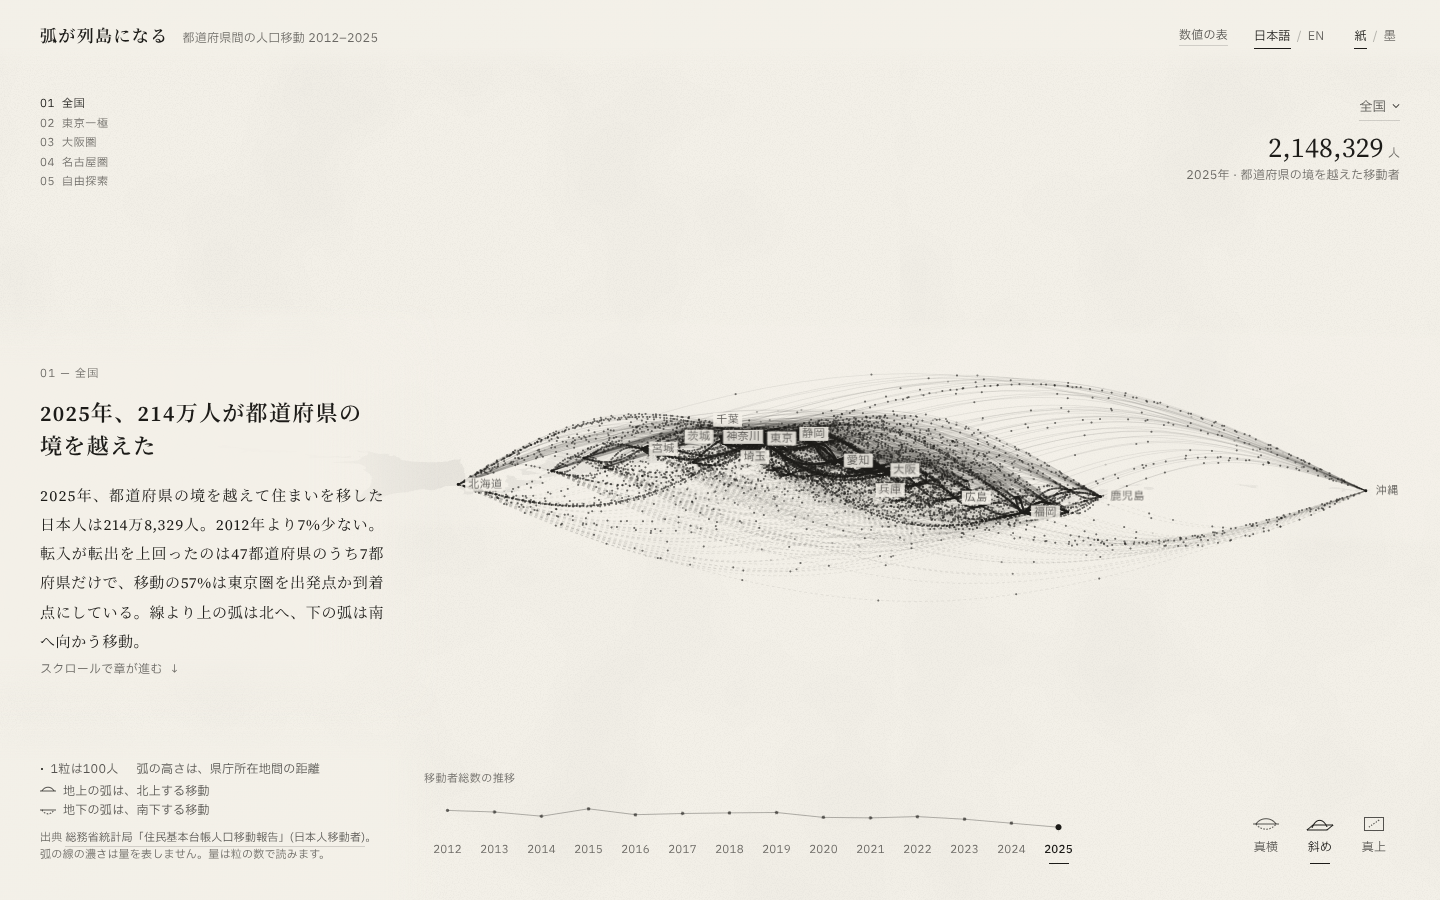 弧が列島になる 都道府県間の人口移動 2012–2025
数値の表 日本語 / EN 紙 / 墨
01 全国
02 東京一極
03 大阪圏
04 名古屋圏
05 自由探索
全国
2,148,329 人
2025年 · 都道府県の境を越えた移動者
01 — 全国
2025年、214万人が都道府県の
境を越えた
2025年、都道府県の境を越えて住まいを移した
日本人は214万8,329人。2012年より7%少ない。
転入が転出を上回ったのは47都道府県のうち7都
府県だけで、移動の57%は東京圏を出発点か到着
点にしている。線より上の弧は北へ、下の弧は南
へ向かう移動。
スクロールで章が進む ↓
千葉
茨城 神奈川 東京 静岡
宮城 埼玉 愛知
北海道 大阪
兵庫 広島 鹿児島 沖縄
福岡
· 1粒は100人 弧の高さは、県庁所在地間の距離
地上の弧は、北上する移動
地下の弧は、南下する移動
出典 総務省統計局「住民基本台帳人口移動報告」(日本人移動者)。
弧の線の濃さは量を表しません。量は粒の数で読みます。
移動者総数の推移
2012 2013 2014 2015 2016 2017 2018 2019 2020 2021 2022 2023 2024 2025
真横 斜め 真上